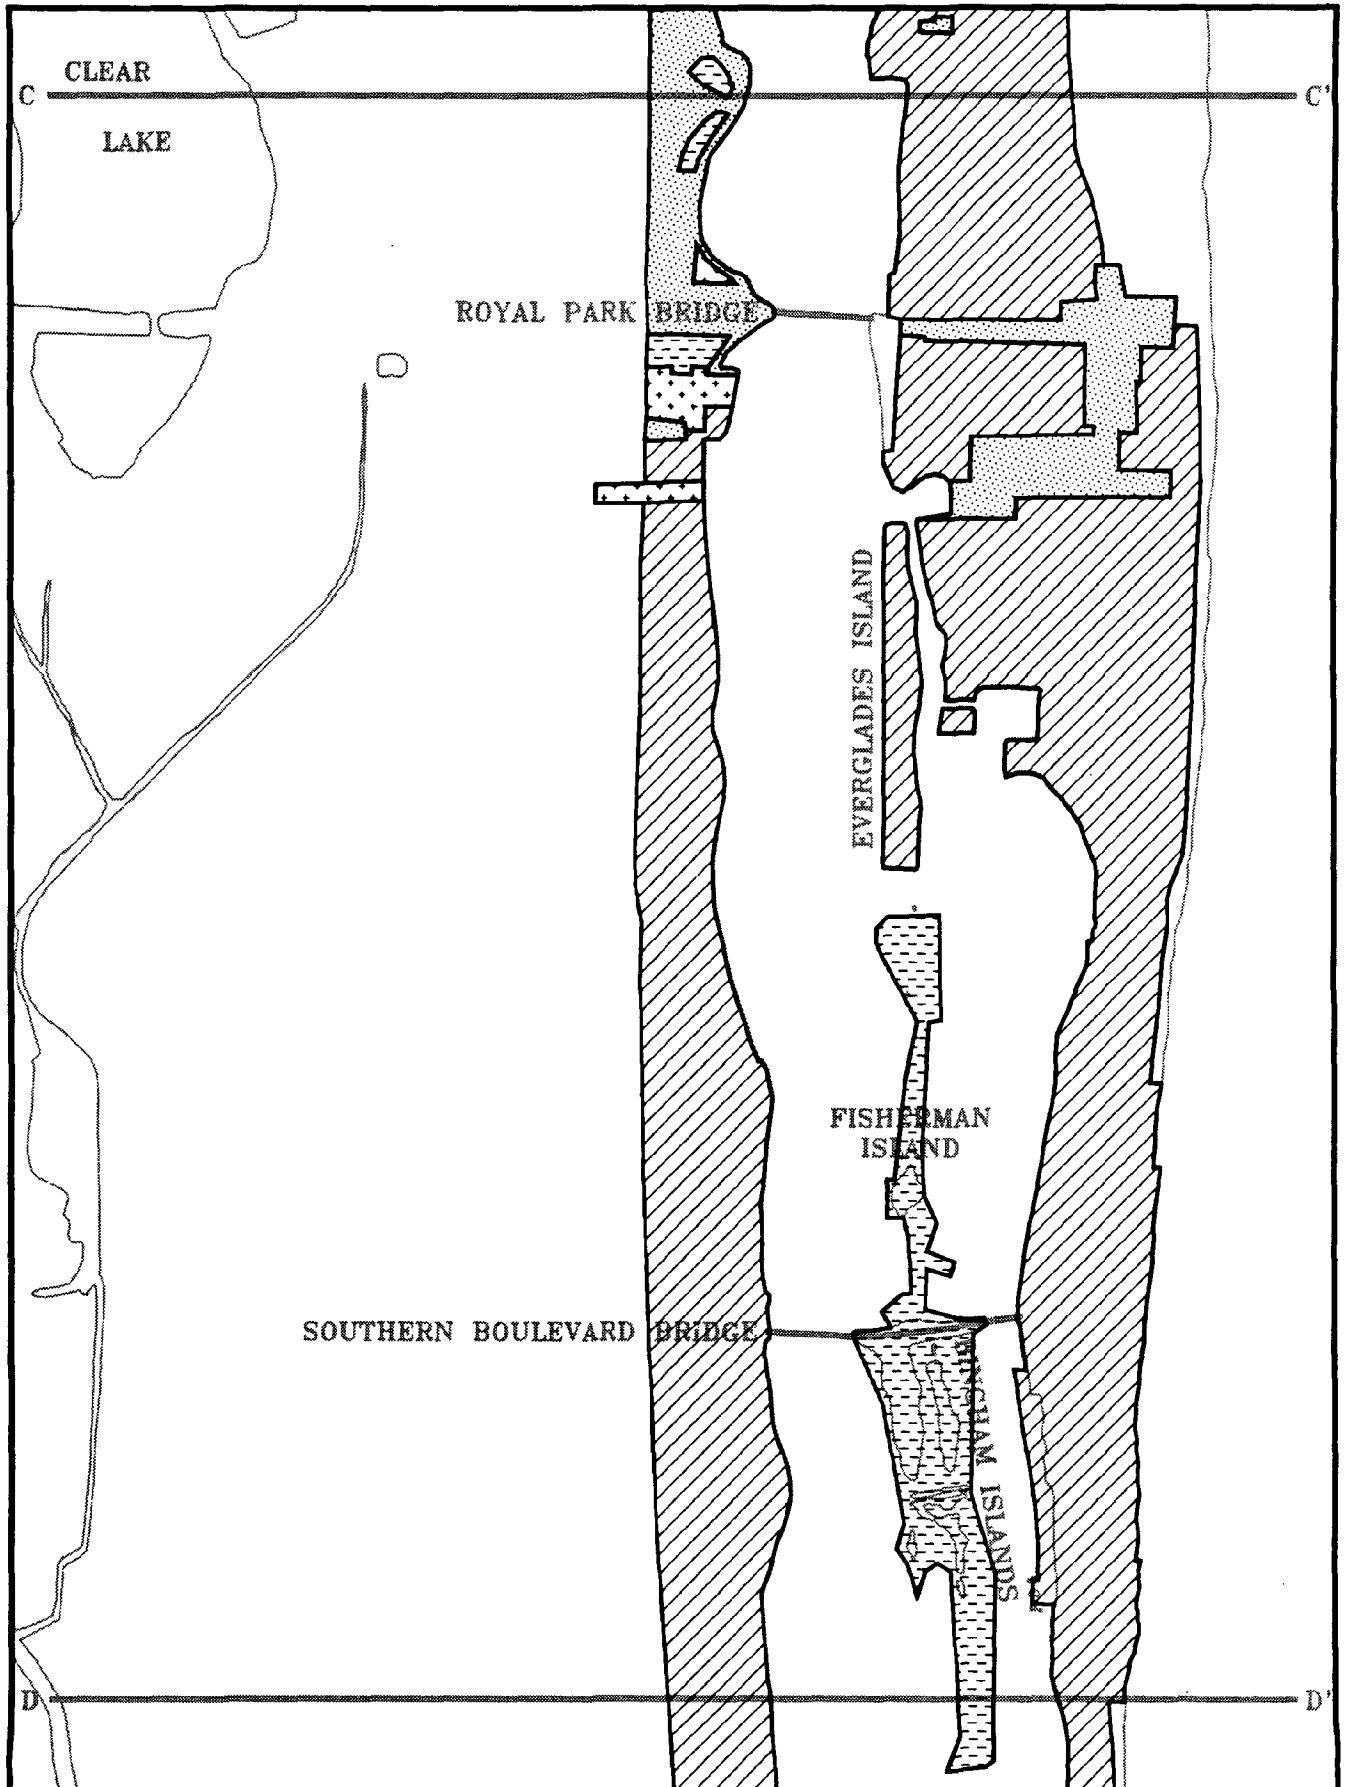 CLEAR
C C'
LAKE
ROYAL PARK BRIDGE
EVERGLADES ISLAND
FISHERMAN
ISLAND
SOUTHERN BOULEVARD BRIDGE
BINGHAM ISLANDS
D D'